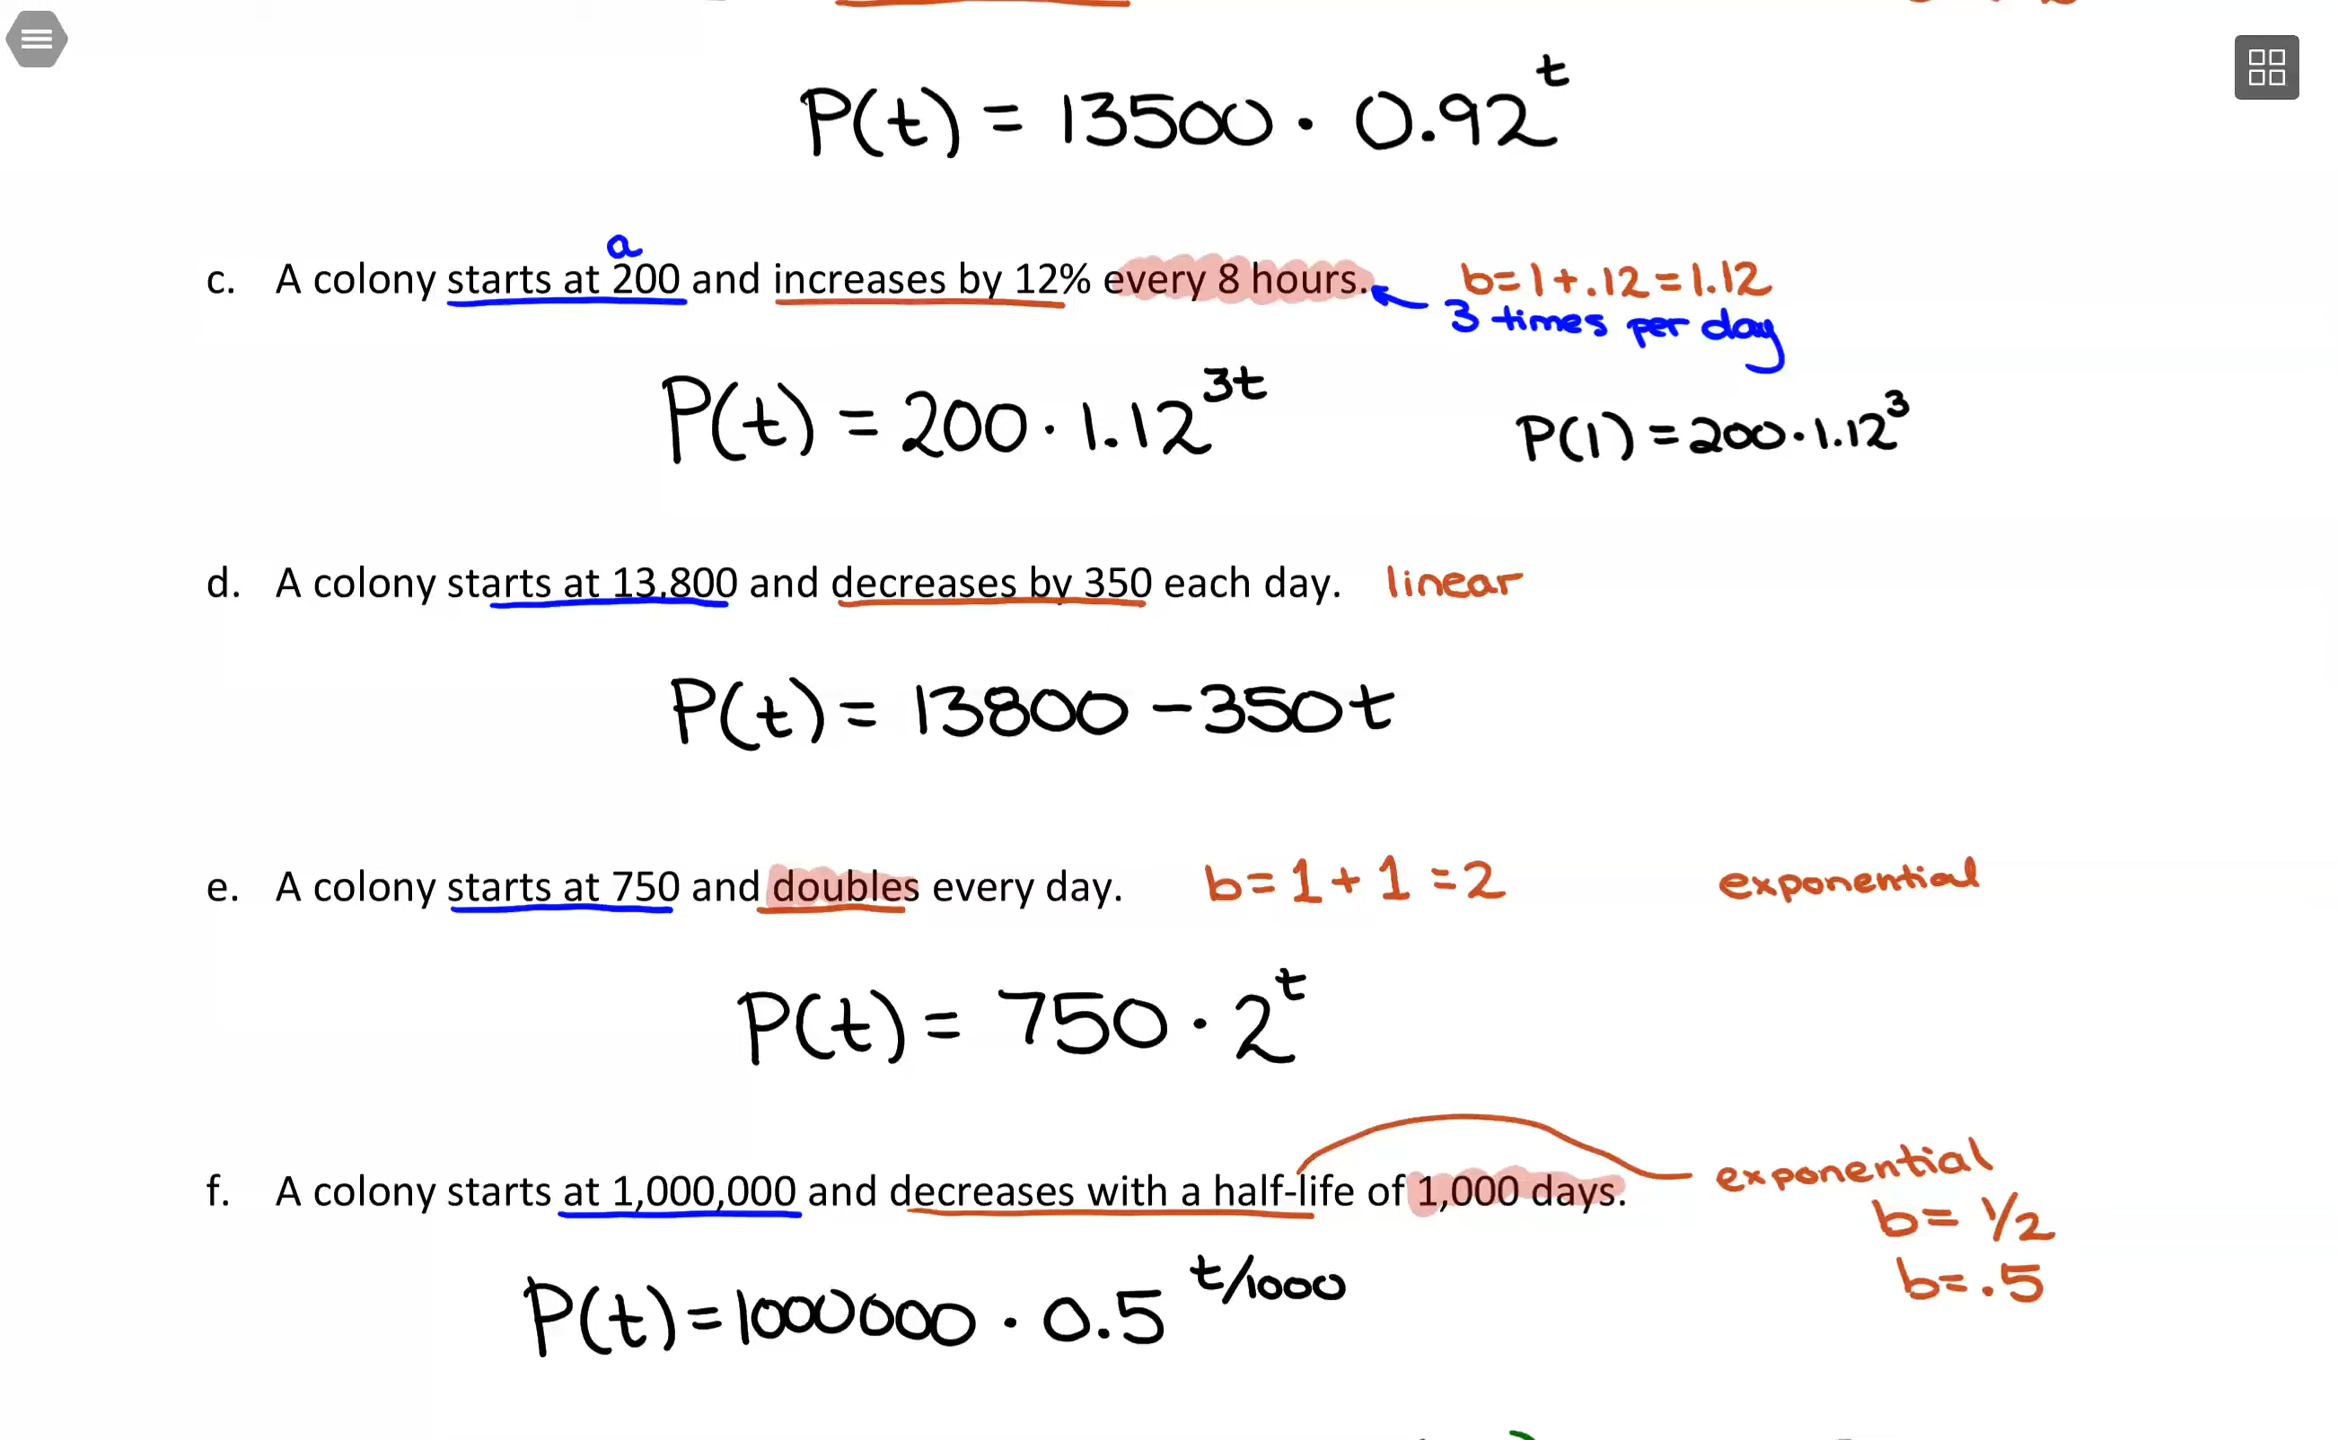 P(t) = 13500 · 0.92^t
a
c. A colony starts at 200 and increases by 12% every 8 hours. b=1+.12=1.12
3 times per day
P(t) = 200 · 1.12^3t
P(1) = 200 · 1.12^3
d. A colony starts at 13,800 and decreases by 350 each day. linear
P(t) = 13800 - 350t
e. A colony starts at 750 and doubles every day. b=1+1=2 exponential
P(t) = 750 · 2^t
f. A colony starts at 1,000,000 and decreases with a half-life of 1,000 days. exponential
b= 1/2
b=.5
P(t)=1000000 · 0.5^t/1000